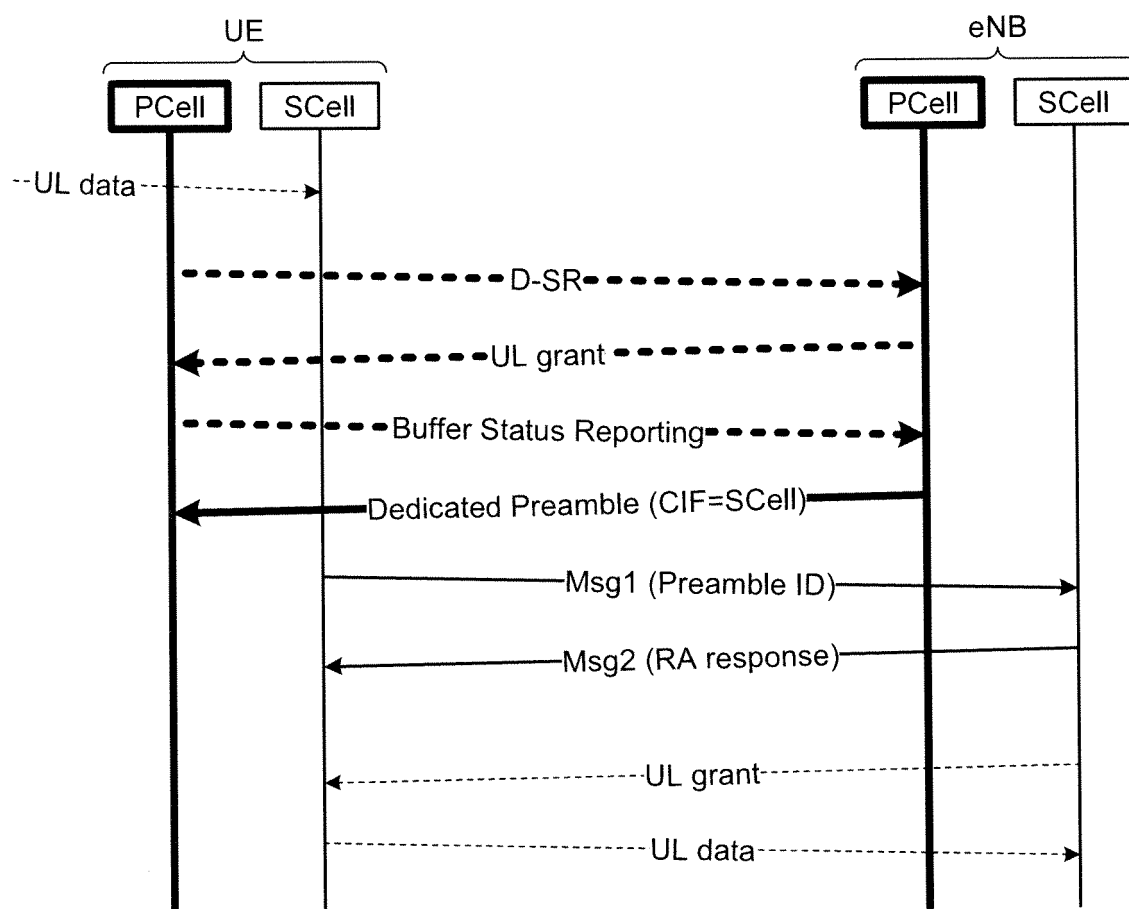 UE
eNB
PCell
SCell
PCell
SCell
UL data
D-SR
UL grant
Buffer Status Reporting
Dedicated Preamble (CIF=SCell)
Msg1 (Preamble ID)
Msg2 (RA response)
UL grant
UL data